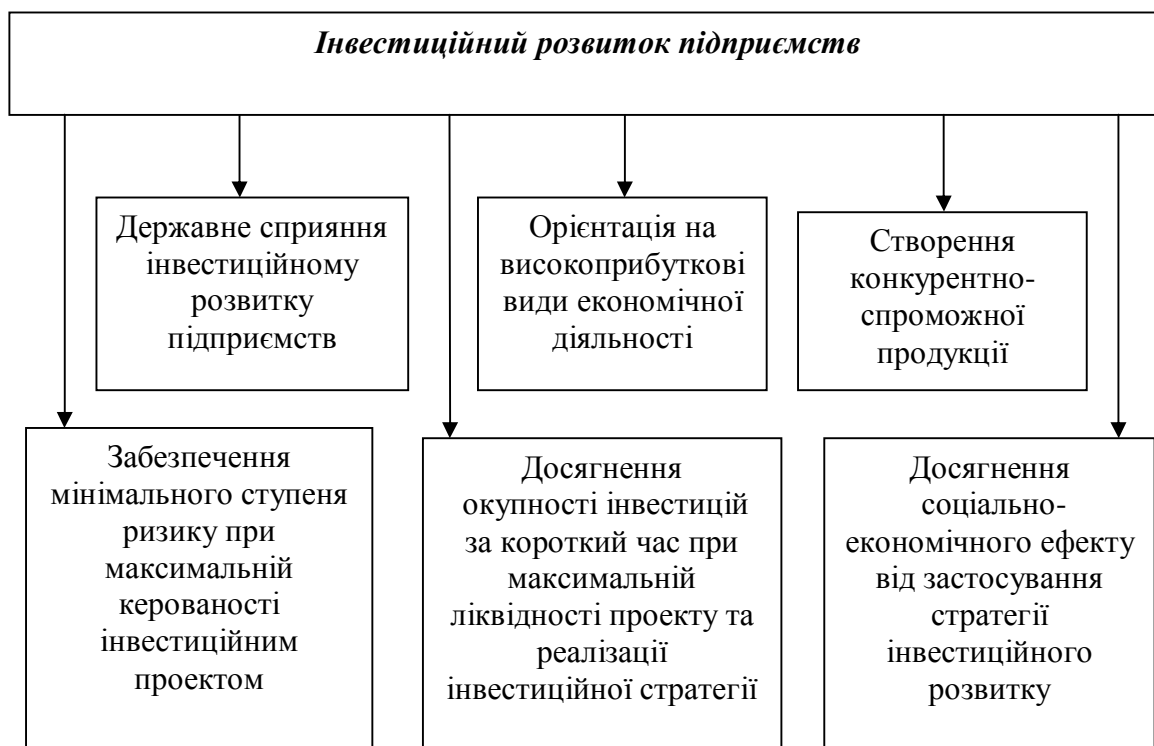 Інвестиційний розвиток підприємств
Державне сприяння
інвестиційному
розвитку
підприємств
Орієнтація на
високоприбуткові
види економічної
діяльності
Створення
конкурентно-
спроможної
продукції
Забезпечення
мінімального ступеня
ризику при
максимальній
керованості
інвестиційним
проектом
Досягнення
окупності інвестицій
за короткий час при
максимальній
ліквідності проекту та
реалізації
інвестиційної стратегії
Досягнення
соціально-
економічного ефекту
від застосування
стратегії
інвестиційного
розвитку